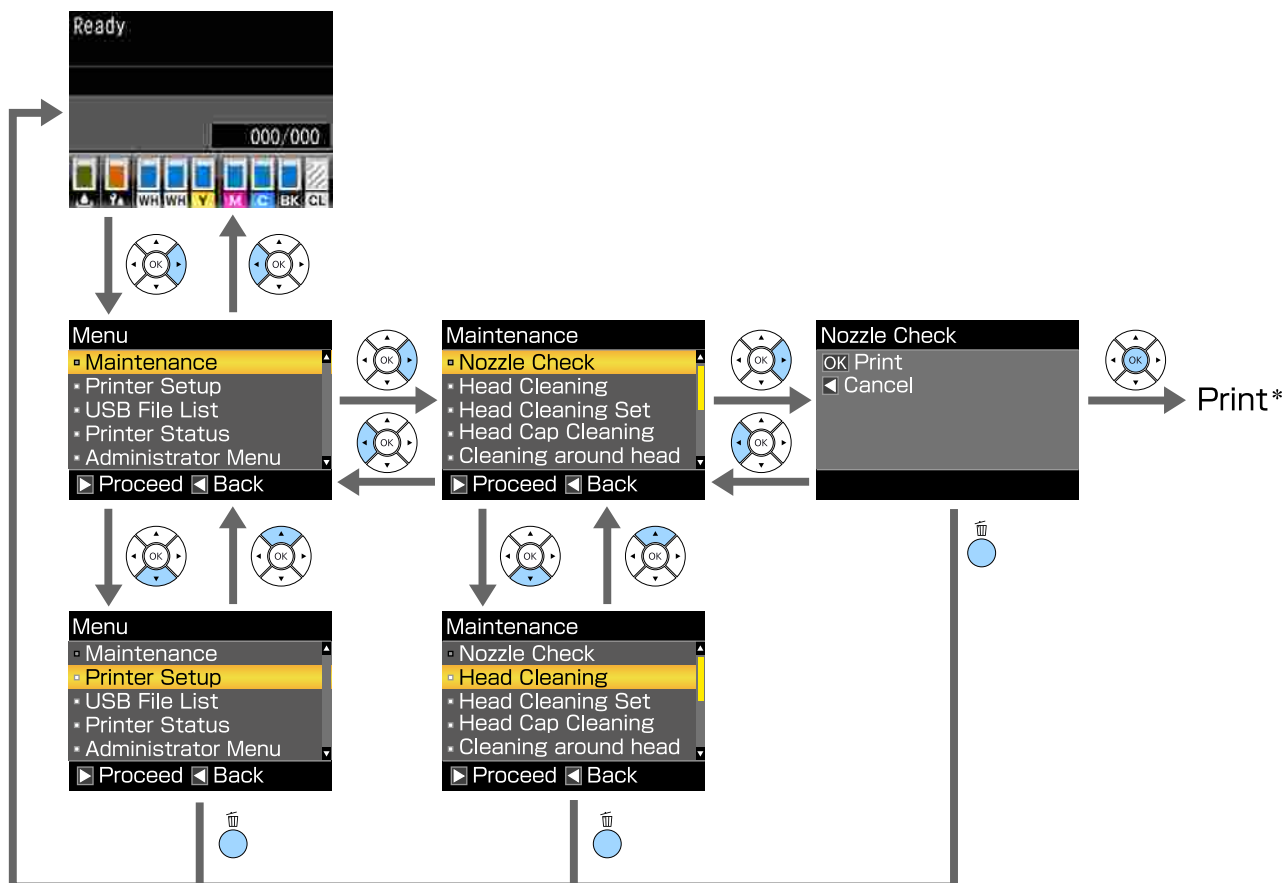 Ready
000/000
WH WH Y M C BK CL
OK OK
Menu
Maintenance
Printer Setup
USB File List
Printer Status
Administrator Menu
Proceed Back
OK
OK
Maintenance
Nozzle Check
Head Cleaning
Head Cleaning Set
Head Cap Cleaning
Cleaning around head
Proceed Back
OK
OK
Nozzle Check
OK Print
Cancel
OK
Print*
OK OK
OK OK
Menu
Maintenance
Printer Setup
USB File List
Printer Status
Administrator Menu
Proceed Back
Maintenance
Nozzle Check
Head Cleaning
Head Cleaning Set
Head Cap Cleaning
Cleaning around head
Proceed Back